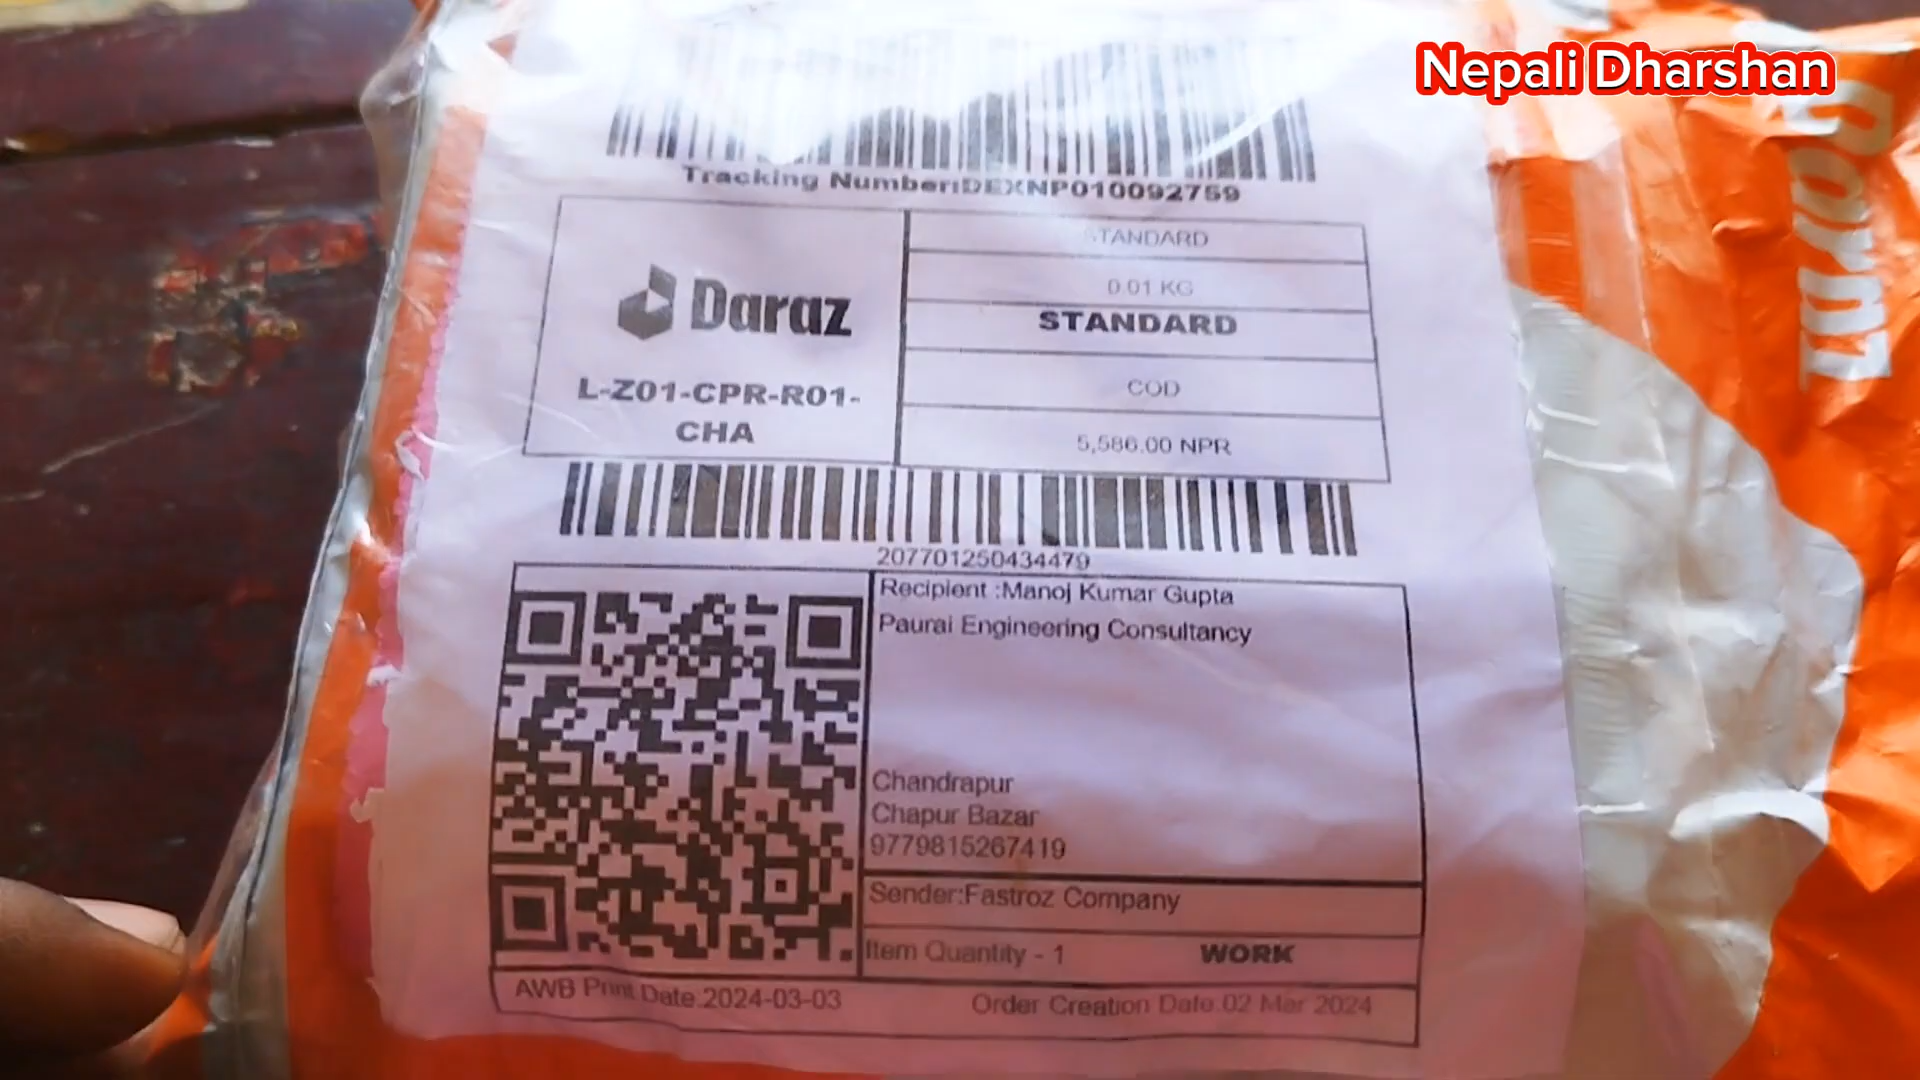 Nepali Dharshan
Tracking Number:DEXNP010092759
STANDARD
0.01 KG
Daraz
STANDARD
L-Z01-CPR-R01-
CHA
COD
5,586.00 NPR
207701250434479
Recipient :Manoj Kumar Gupta
Paurai Engineering Consultancy
Chandrapur
Chapur Bazar
9779815267419
Sender:Fastroz Company
Item Quantity - 1 WORK
AWB Print Date.2024-03-03 Order Creation Date.02 Mar 2024